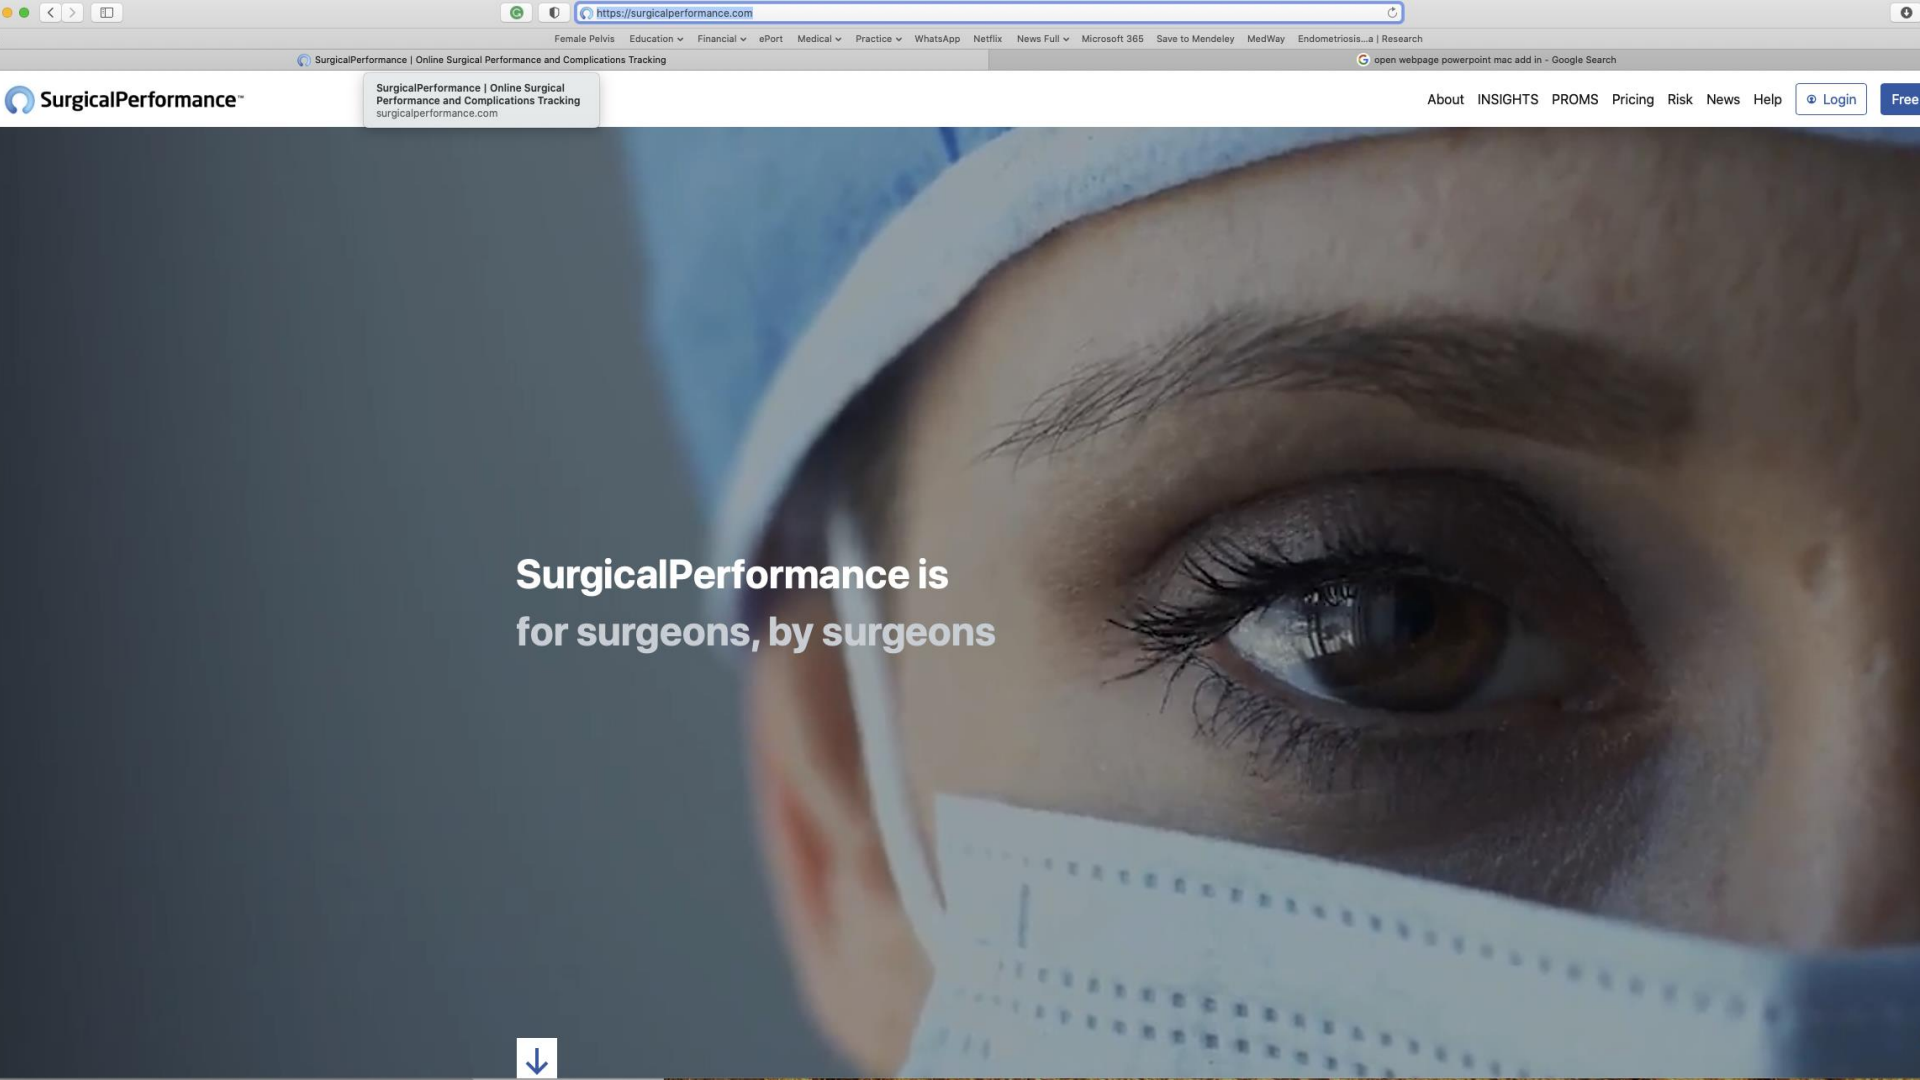 https://surgicalperformance.com
Female Pelvis Education Financial ePort Medical Practice WhatsApp Netflix News Full Microsoft 365 Save to Mendeley MedWay Endometriosis...a | Research
SurgicalPerformance | Online Surgical Performance and Complications Tracking
open webpage powerpoint mac add in - Google Search
SurgicalPerformance™
SurgicalPerformance | Online Surgical
Performance and Complications Tracking
surgicalperformance.com
About INSIGHTS PROMS Pricing Risk News Help Login Free
SurgicalPerformance is
for surgeons, by surgeons